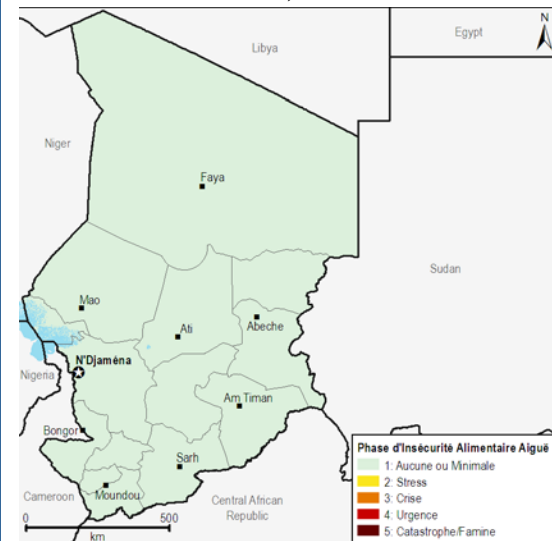 Libya
Egypt
N
Niger
Faya
Sudan
Mao
Ati
Abeche
N'Djaména
Nigeria
Am Timan
Bongor
Sarh
Cameroon
Moundou
Central African
Republic
0 500
km
Phase d'Insécurité Alimentaire Aiguë
1: Aucune ou Minimale
2: Stress
3: Crise
4: Urgence
5: Catastrophe/Famine